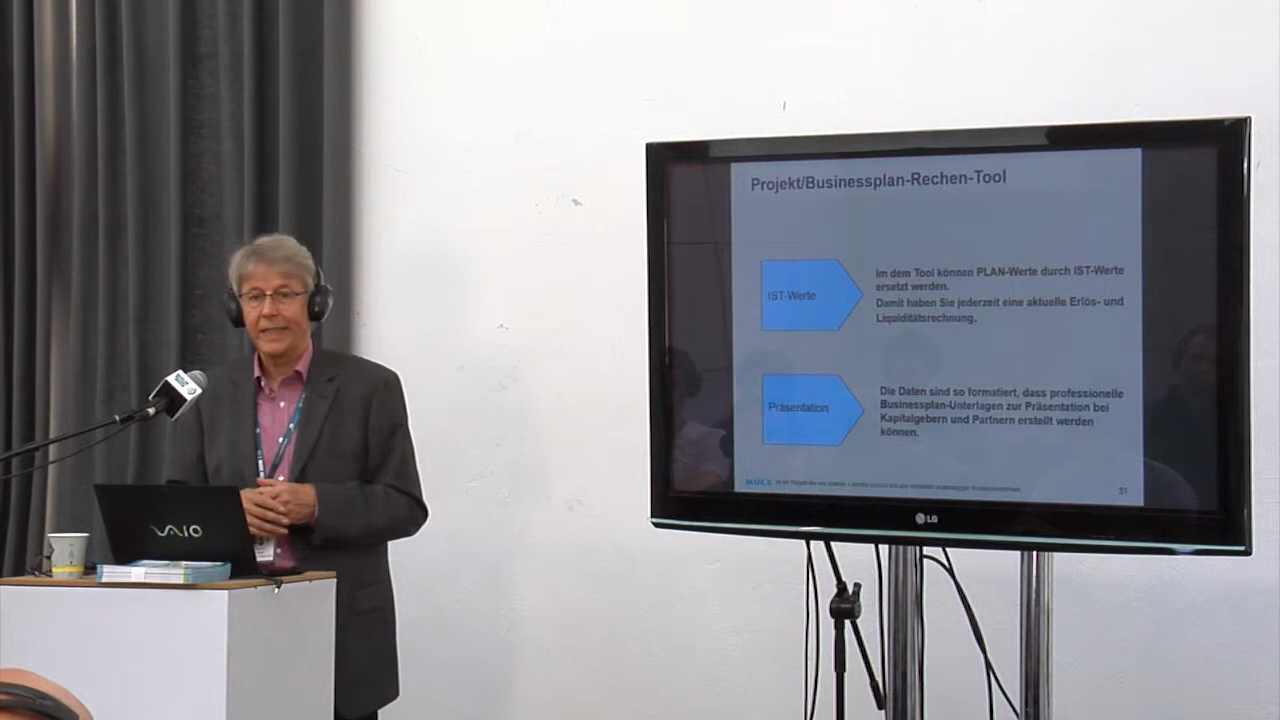 Projekt/Businessplan-Rechen-Tool
IST-Werte
Im dem Tool können PLAN-Werte durch IST-Werte
ersetzt werden.
Damit haben Sie jederzeit eine aktuelle Erlös- und
Liquiditätsrechnung.
Präsentation
Die Daten sind so formatiert, dass professionelle
Businessplan-Unterlagen zur Präsentation bei
Kapitalgebern und Partnern erstellt werden
können.
31
LG
VAIO